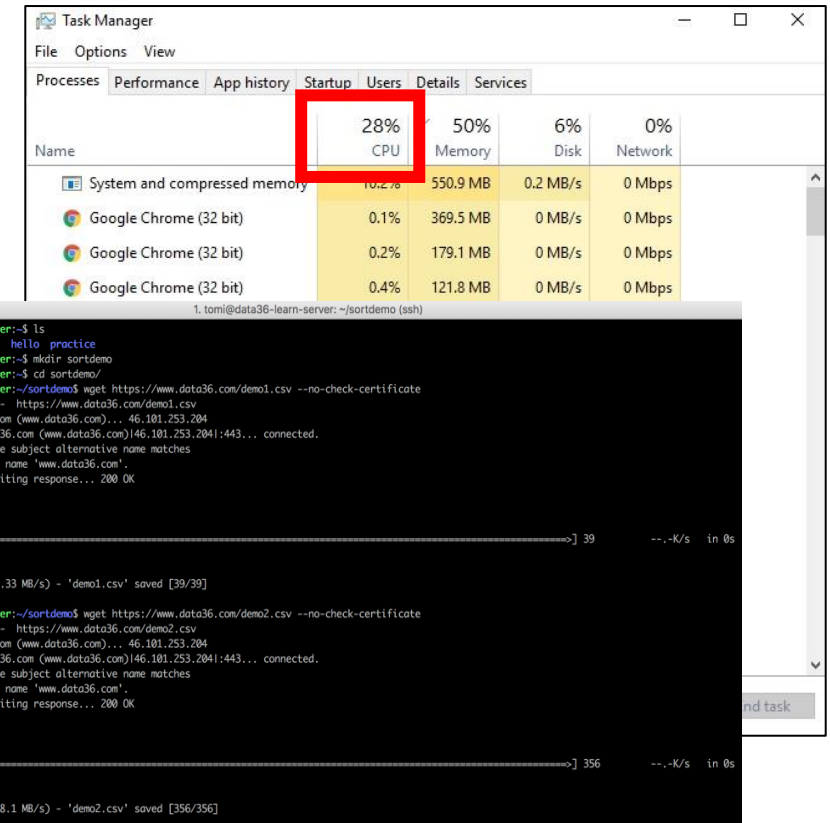 Task Manager
File Options View
Processes Performance App history Startup Users Details Services
28% 50% 6% 0%
Name CPU Memory Disk Network
System and compressed memory 10.2% 550.9 MB 0.2 MB/s 0 Mbps
Google Chrome (32 bit) 0.1% 369.5 MB 0 MB/s 0 Mbps
Google Chrome (32 bit) 0.2% 179.1 MB 0 MB/s 0 Mbps
Google Chrome (32 bit) 0.4% 121.8 MB 0 MB/s 0 Mbps
1. tomi@data36-learn-server: ~/sortdemo (ssh)
er:~$ ls
hello practice
er:~$ mkdir sortdemo
er:~$ cd sortdemo/
er:~/sortdemo$ wget https://www.data36.com/demo1.csv --no-check-certificate
- https://www.data36.com/demo1.csv
om (www.data36.com)... 46.101.253.204
36.com (www.data36.com)|46.101.253.204|:443... connected.
e subject alternative name matches
name 'www.data36.com'.
iting response... 200 OK
=>] 39 --.-K/s in 0s
.33 MB/s) - 'demo1.csv' saved [39/39]
er:~/sortdemo$ wget https://www.data36.com/demo2.csv --no-check-certificate
- https://www.data36.com/demo2.csv
om (www.data36.com)... 46.101.253.204
36.com (www.data36.com)|46.101.253.204|:443... connected.
e subject alternative name matches
name 'www.data36.com'.
iting response... 200 OK
nd task
=>] 356 --.-K/s in 0s
8.1 MB/s) - 'demo2.csv' saved [356/356]